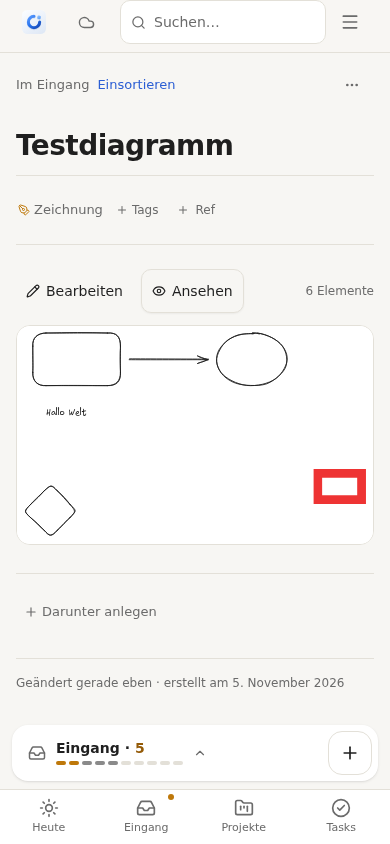 Suchen…
Im Eingang Einsortieren
Testdiagramm
Zeichnung Tags Ref
Bearbeiten Ansehen 6 Elemente
Hallo Welt
Darunter anlegen
Geändert gerade eben · erstellt am 5. November 2026
Eingang · 5
Heute Eingang Projekte Tasks